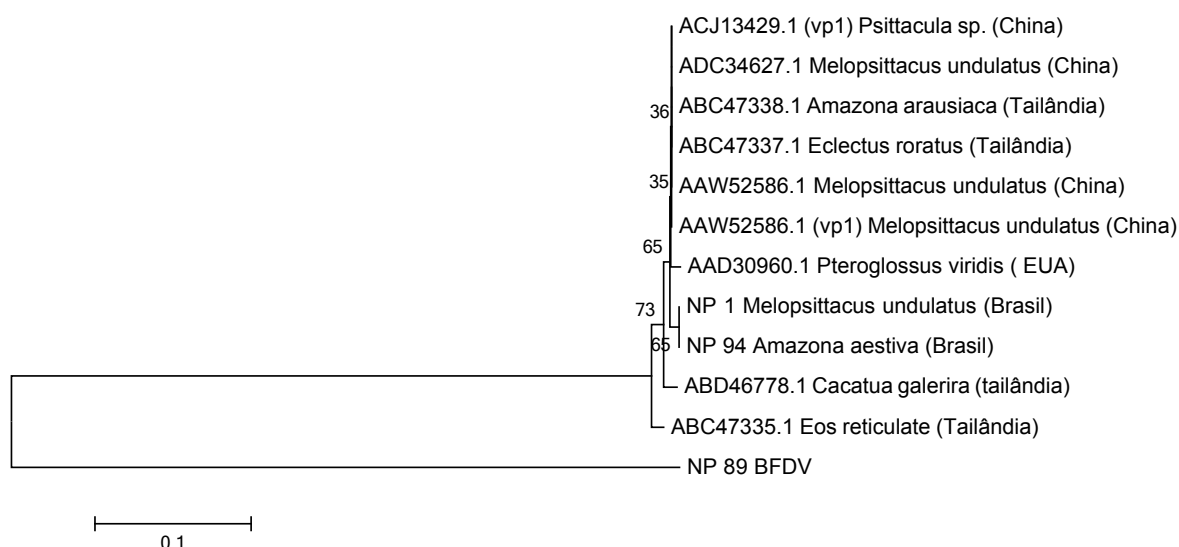 ACJ13429.1 (vp1) Psittacula sp. (China)
ADC34627.1 Melopsittacus undulatus (China)
ABC47338.1 Amazona arausiaca (Tailândia)
36
ABC47337.1 Eclectus roratus (Tailândia)
AAW52586.1 Melopsittacus undulatus (China)
35
AAW52586.1 (vp1) Melopsittacus undulatus (China)
65
AAD30960.1 Pteroglossus viridis ( EUA)
NP 1 Melopsittacus undulatus (Brasil)
73
NP 94 Amazona aestiva (Brasil)
65
ABD46778.1 Cacatua galerira (tailândia)
ABC47335.1 Eos reticulate (Tailândia)
NP 89 BFDV
0.1